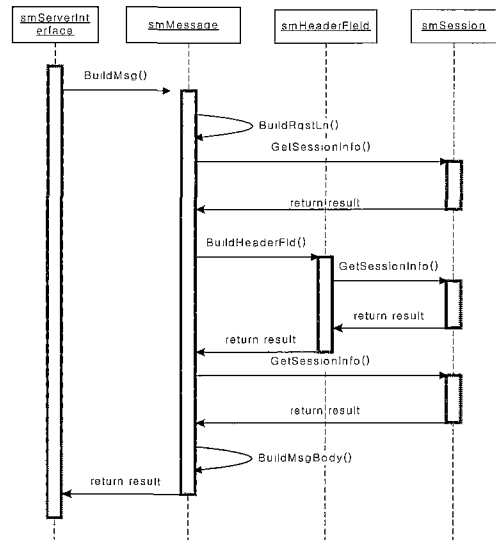 smServerInt
erface
smMessage
smHeaderField
smSession
BuildMsg()
BuildRqstLn()
GetSessionInfo()
return result
BuildHeaderFld()
GetSessionInfo()
return result
return result
GetSessionInfo()
return result
BuildMsgBody()
return result